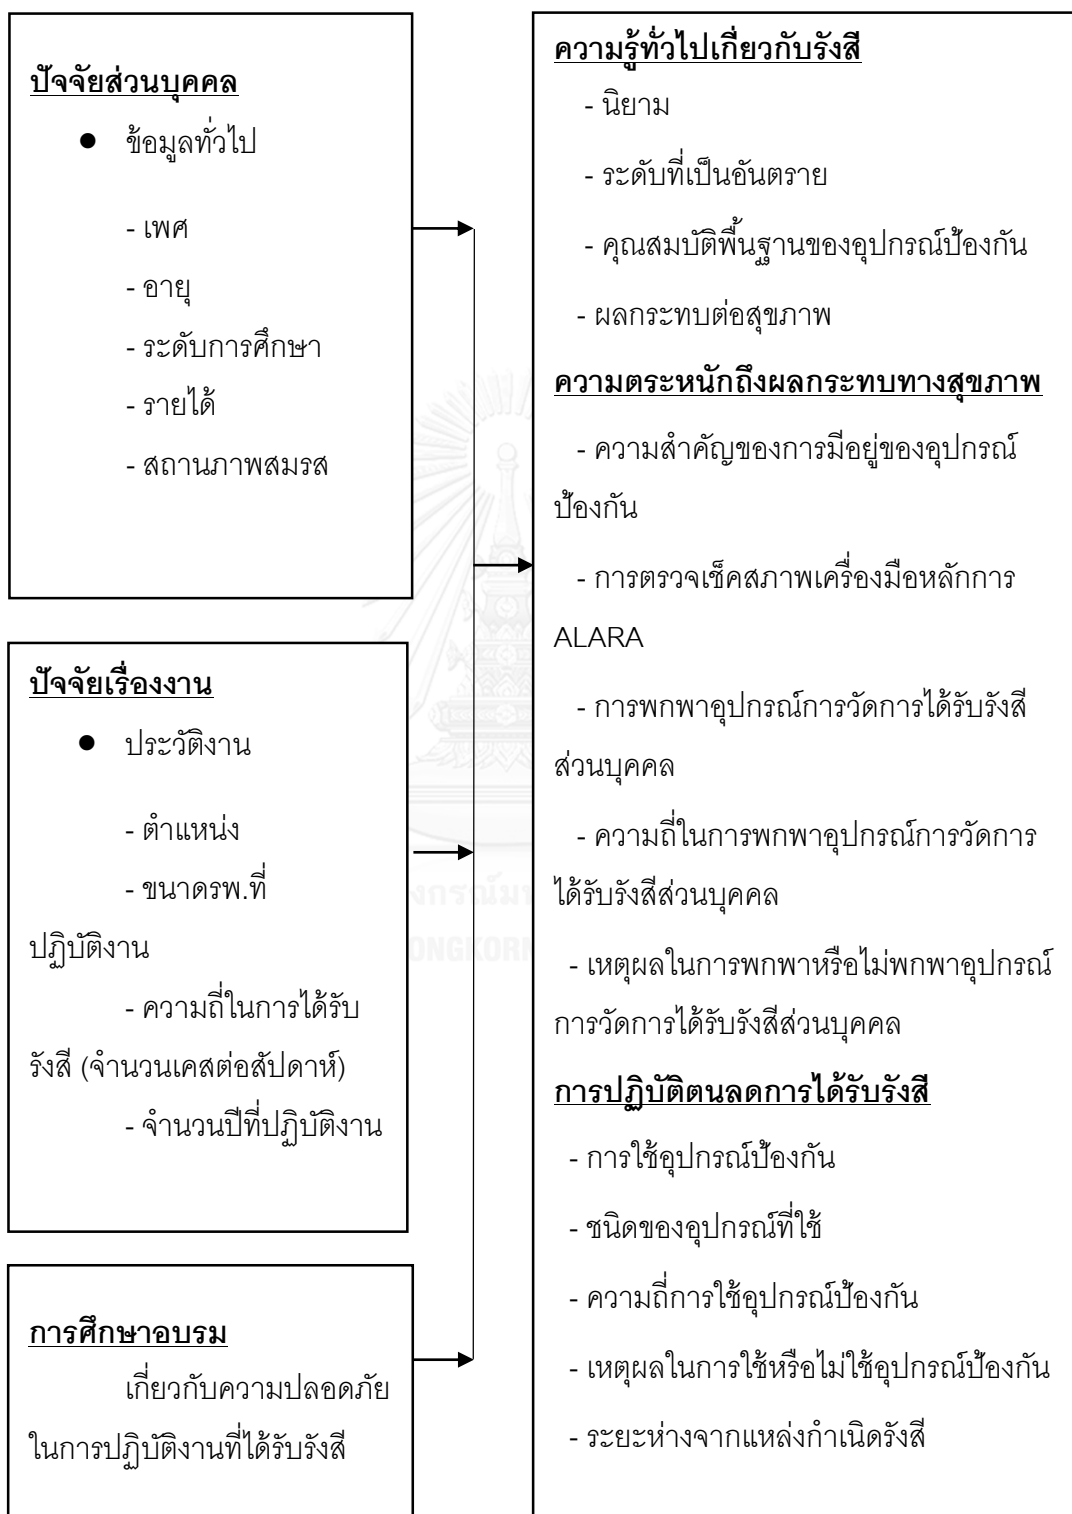 ปัจจัยส่วนบุคคล
● ข้อมูลทั่วไป
- เพศ
- อายุ
- ระดับการศึกษา
- รายได้
- สถานภาพสมรส
ปัจจัยเรื่องงาน
● ประวัติงาน
- ตำแหน่ง
- ขนาดรพ.ที่
ปฏิบัติงาน
- ความถี่ในการได้รับ
รังสี (จำนวนเคสต่อสัปดาห์)
- จำนวนปีที่ปฏิบัติงาน
การศึกษาอบรม
เกี่ยวกับความปลอดภัย
ในการปฏิบัติงานที่ได้รับรังสี
ความรู้ทั่วไปเกี่ยวกับรังสี
- นิยาม
- ระดับที่เป็นอันตราย
- คุณสมบัติพื้นฐานของอุปกรณ์ป้องกัน
- ผลกระทบต่อสุขภาพ
ความตระหนักถึงผลกระทบทางสุขภาพ
- ความสำคัญของการมีอยู่ของอุปกรณ์
ป้องกัน
- การตรวจเช็คสภาพเครื่องมือหลักการ
ALARA
- การพกพาอุปกรณ์การวัดการได้รับรังสี
ส่วนบุคคล
- ความถี่ในการพกพาอุปกรณ์การวัดการ
ได้รับรังสีส่วนบุคคล
- เหตุผลในการพกพาหรือไม่พกพาอุปกรณ์
การวัดการได้รับรังสีส่วนบุคคล
การปฏิบัติตนลดการได้รับรังสี
- การใช้อุปกรณ์ป้องกัน
- ชนิดของอุปกรณ์ที่ใช้
- ความถี่การใช้อุปกรณ์ป้องกัน
- เหตุผลในการใช้หรือไม่ใช้อุปกรณ์ป้องกัน
- ระยะห่างจากแหล่งกำเนิดรังสี